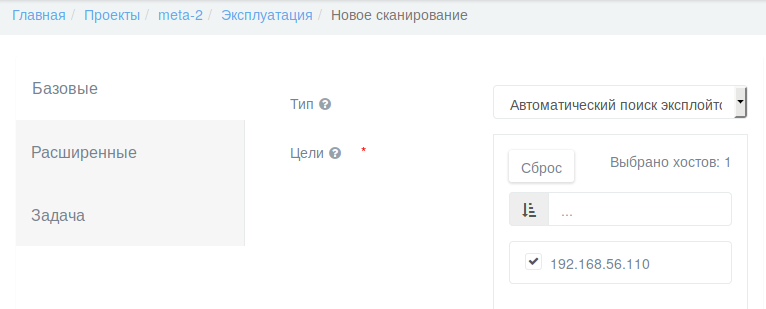 Главная / Проекты / meta-2 / Эксплуатация / Новое сканирование
Базовые
Расширенные
Задача
Тип
Автоматический поиск эксплойто
Цели *
Сброс
Выбрано хостов: 1
...
192.168.56.110